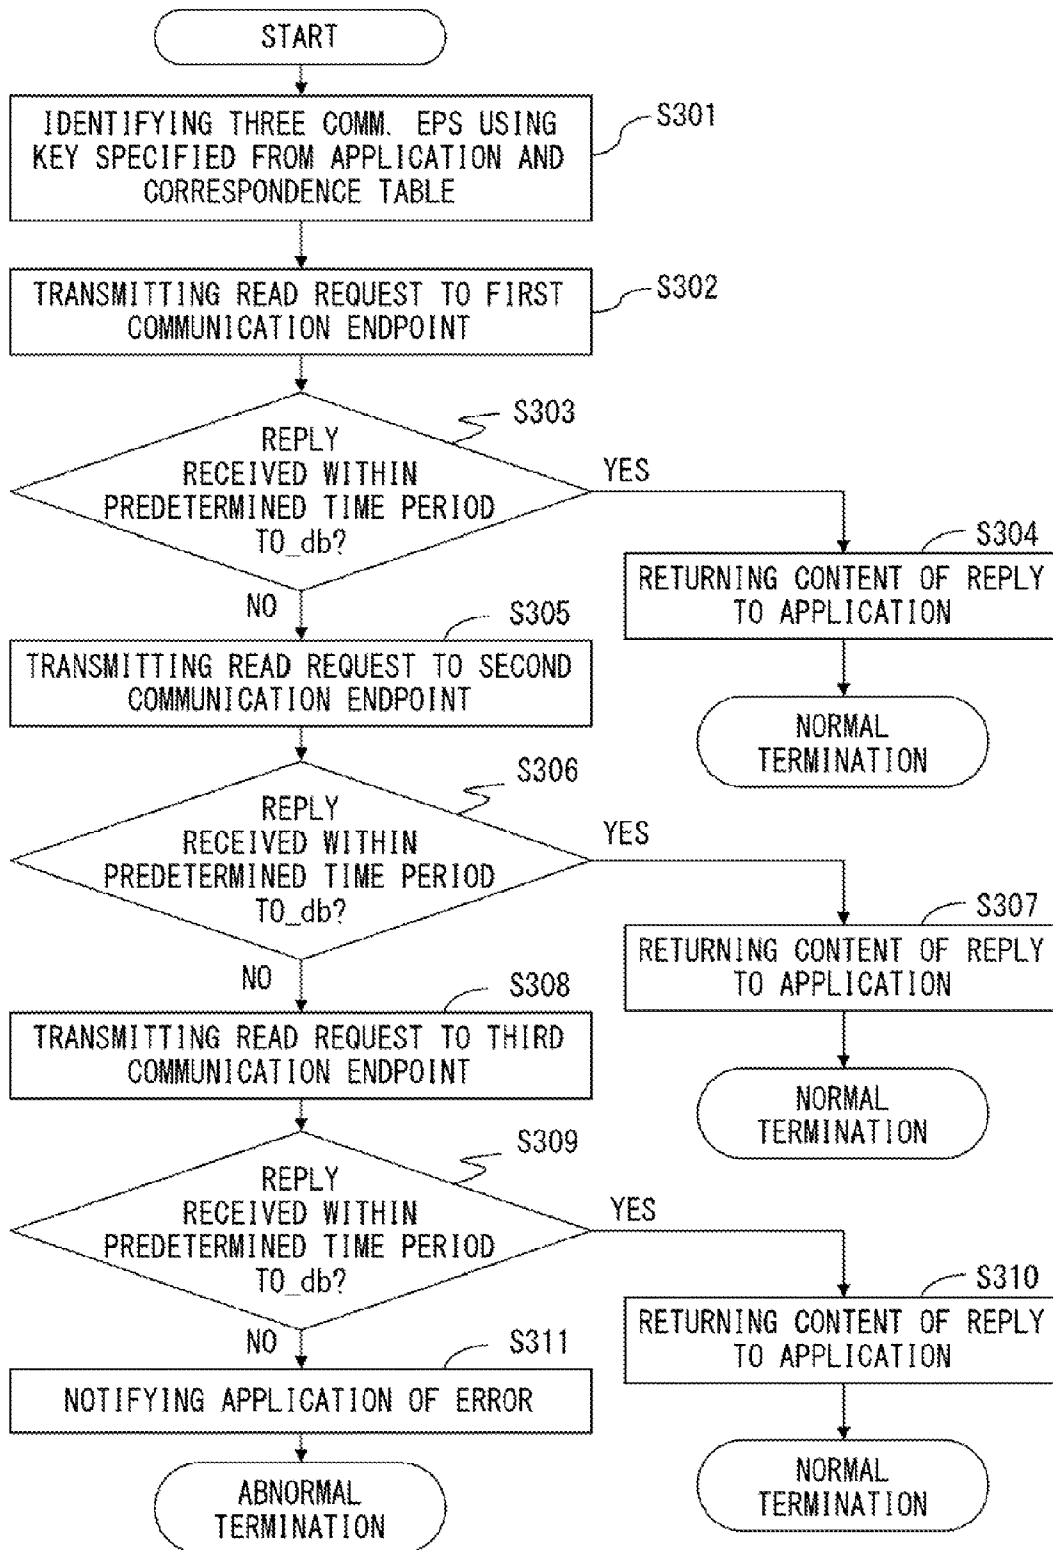 START
IDENTIFYING THREE COMM. EPS USING
KEY SPECIFIED FROM APPLICATION AND
CORRESPONDENCE TABLE
S301
TRANSMITTING READ REQUEST TO FIRST
COMMUNICATION ENDPOINT
S302
REPLY
RECEIVED WITHIN
PREDETERMINED TIME PERIOD
TO_db?
S303
YES
S304
RETURNING CONTENT OF REPLY
TO APPLICATION
NORMAL
TERMINATION
NO
S305
TRANSMITTING READ REQUEST TO SECOND
COMMUNICATION ENDPOINT
S306
REPLY
RECEIVED WITHIN
PREDETERMINED TIME PERIOD
TO_db?
YES
S307
RETURNING CONTENT OF REPLY
TO APPLICATION
NORMAL
TERMINATION
NO
S308
TRANSMITTING READ REQUEST TO THIRD
COMMUNICATION ENDPOINT
S309
REPLY
RECEIVED WITHIN
PREDETERMINED TIME PERIOD
TO_db?
YES
S310
RETURNING CONTENT OF REPLY
TO APPLICATION
NORMAL
TERMINATION
NO
S311
NOTIFYING APPLICATION OF ERROR
ABNORMAL
TERMINATION